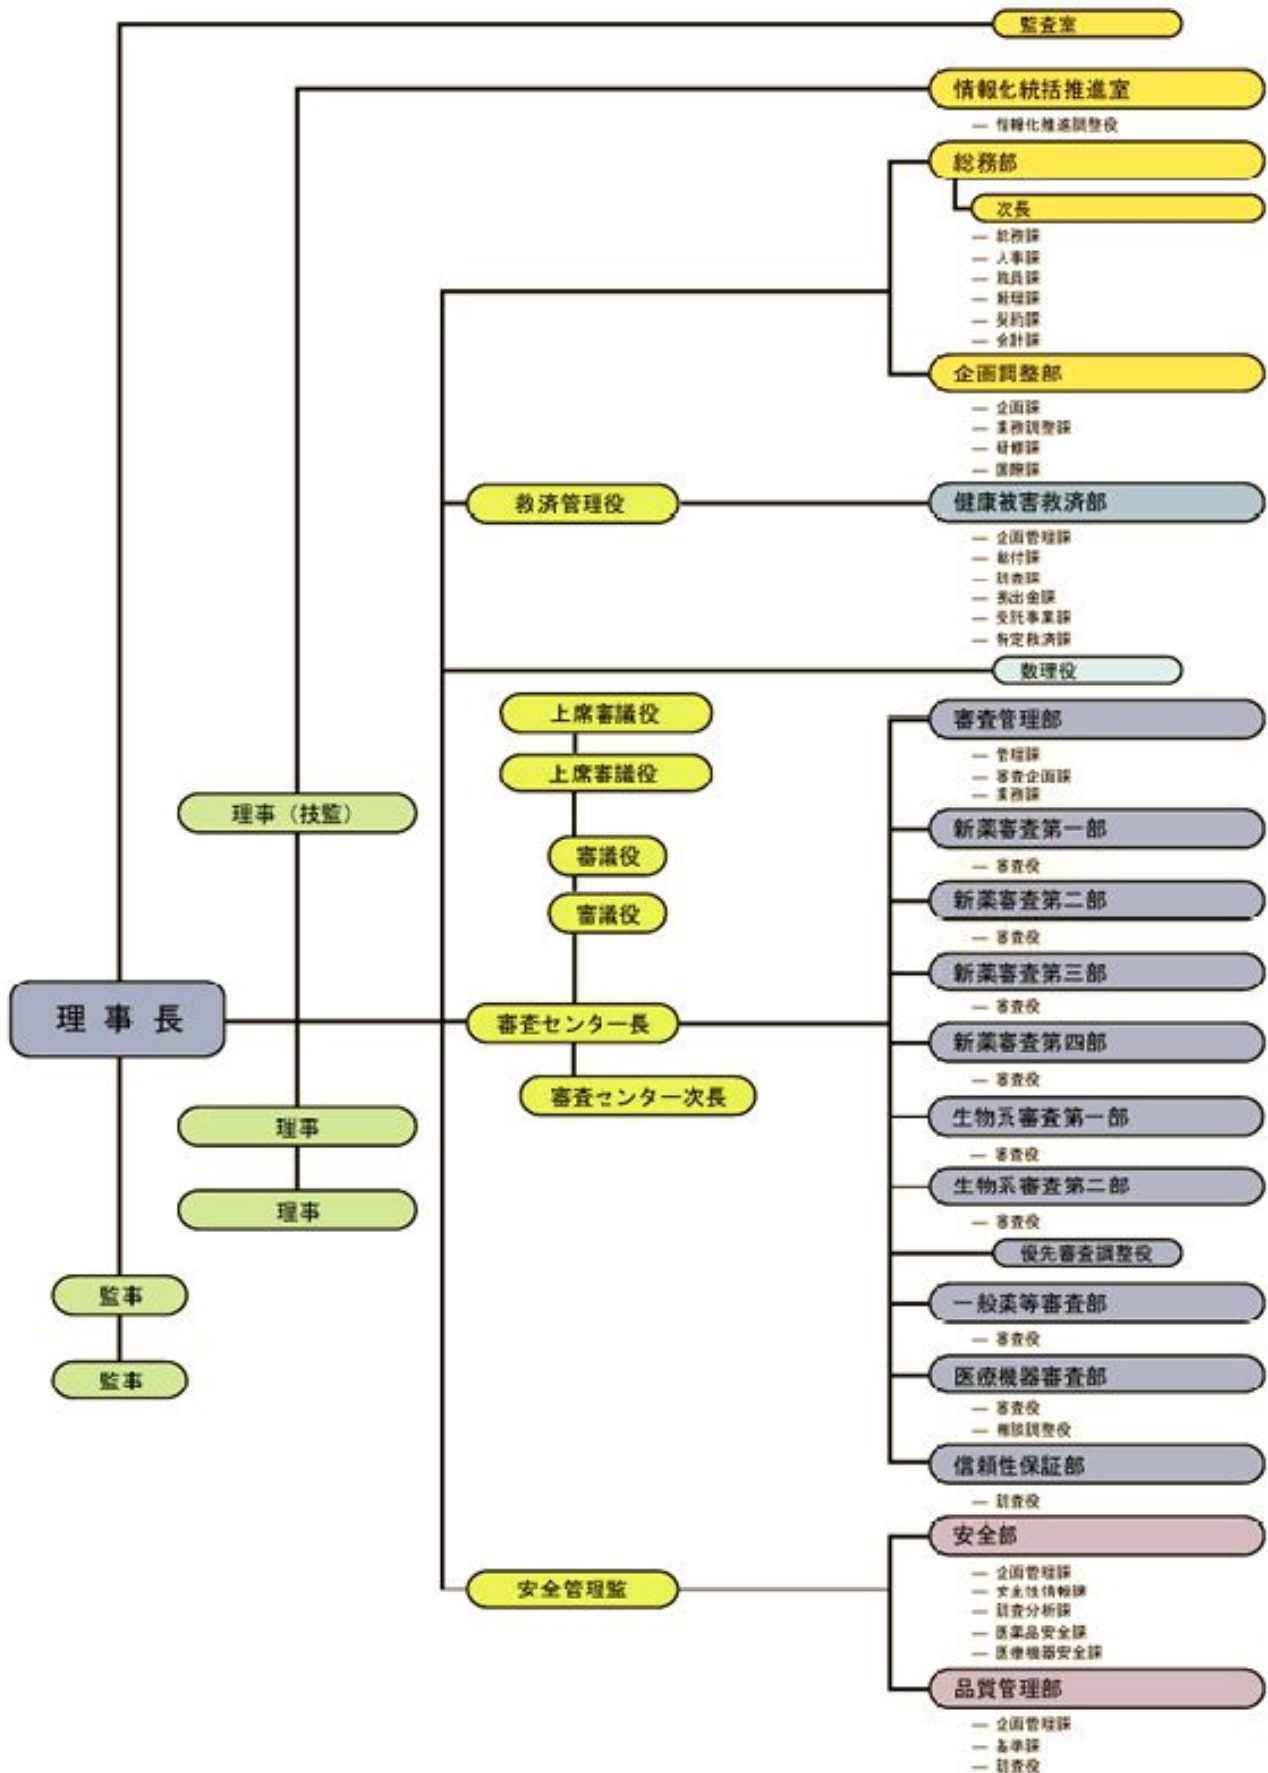 監査室
情報化統括推進室
— 情報化推進調整役
総務部
次長
— 総務課
— 人事課
— 職員課
— 経理課
— 契約課
— 会計課
企画調整部
— 企画課
— 業務調整課
— 研修課
— 国際課
救済管理役
健康被害救済部
— 企画管理課
— 給付課
— 調査課
— 拠出金課
— 受託事業課
— 特定救済課
数理役
上席審議役
上席審議役
審議役
審議役
理事（技監）
理事長
審査センター長
審査センター次長
理事
理事
監事
監事
審査管理部
— 管理課
— 審査企画課
— 業務課
新薬審査第一部
— 審査役
新薬審査第二部
— 審査役
新薬審査第三部
— 審査役
新薬審査第四部
— 審査役
生物系審査第一部
— 審査役
生物系審査第二部
— 審査役
優先審査調整役
一般薬等審査部
— 審査役
医療機器審査部
— 審査役
— 相談調整役
信頼性保証部
— 調査役
安全管理監
安全部
— 企画管理課
— 安全性情報課
— 調査分析課
— 医薬品安全課
— 医療機器安全課
品質管理部
— 企画管理課
— 基準課
— 調査役